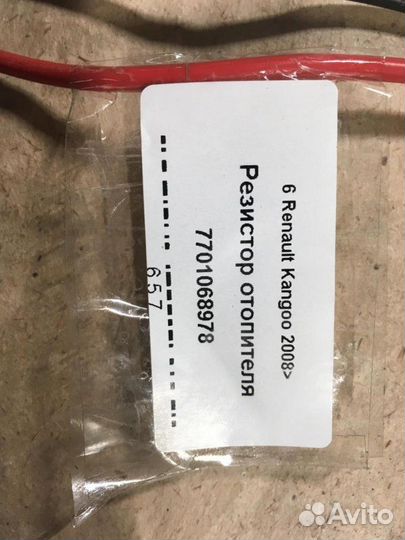 6 Renault Kangoo 2008>
Резистор отопителя
7701068978
657
Avito